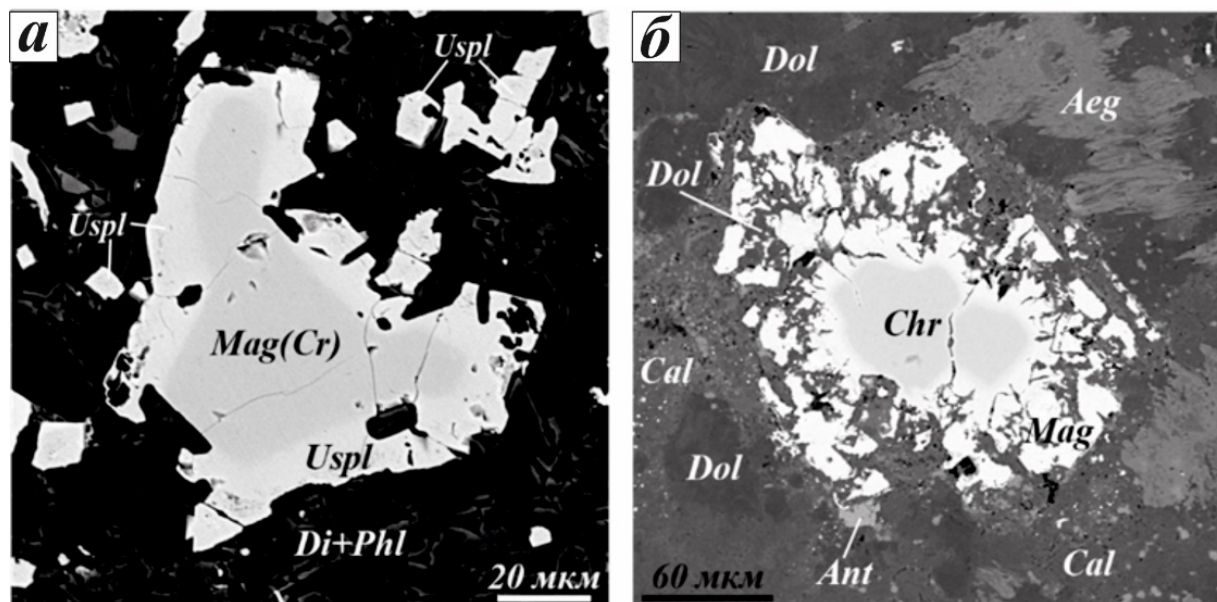 а
Uspl
Uspl
Mag(Cr)
Uspl
Di+Phl
20 мкм
б
Dol
Aeg
Dol
Chr
Cal
Mag
Dol
Ant
Cal
60 мкм